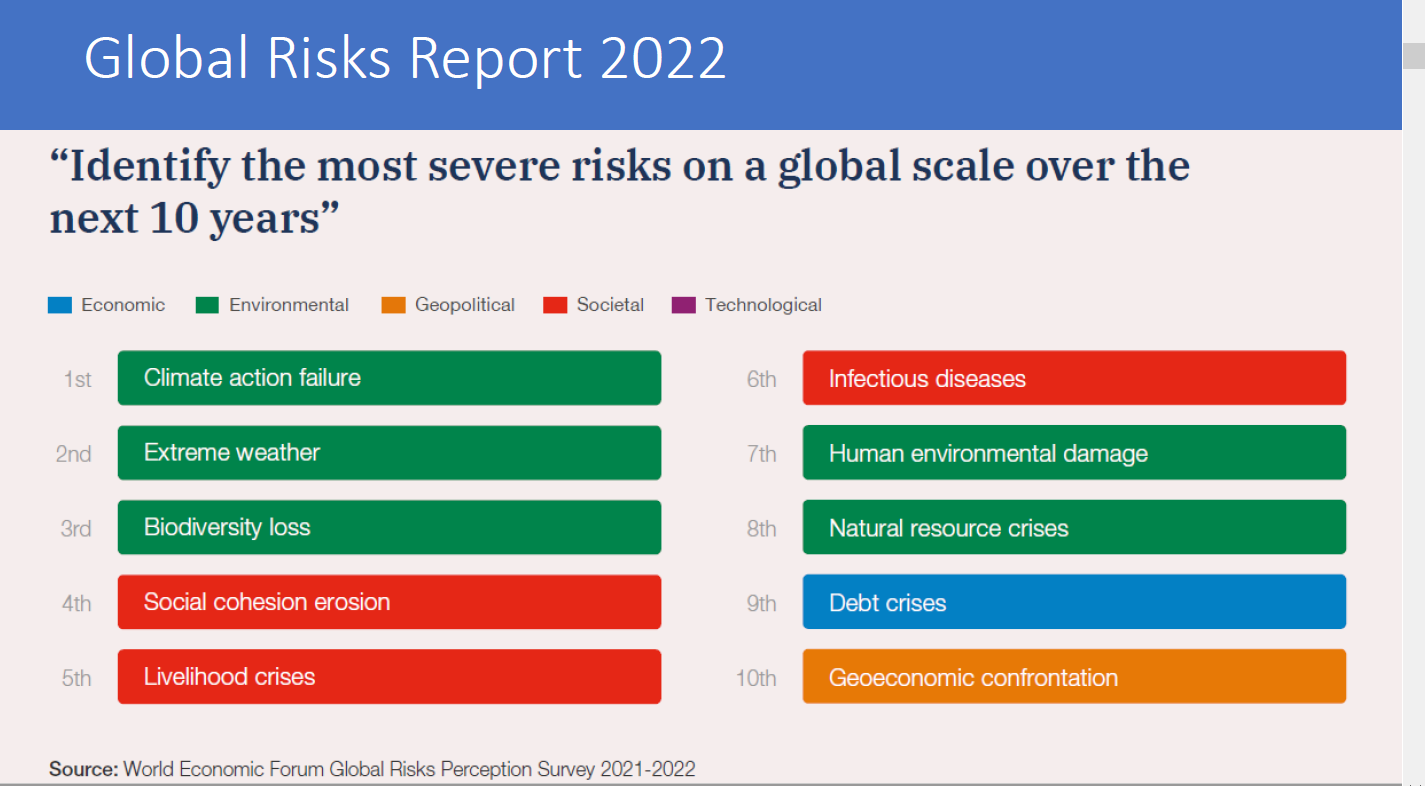 Global Risks Report 2022
“Identify the most severe risks on a global scale over the
next 10 years”
Economic Environmental Geopolitical Societal Technological
1st Climate action failure
2nd Extreme weather
3rd Biodiversity loss
4th Social cohesion erosion
5th Livelihood crises
6th Infectious diseases
7th Human environmental damage
8th Natural resource crises
9th Debt crises
10th Geoeconomic confrontation
Source: World Economic Forum Global Risks Perception Survey 2021-2022